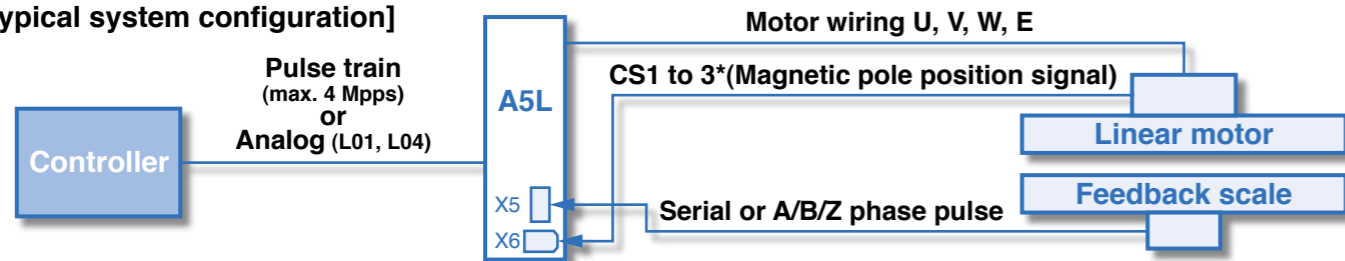 ypical system configuration]
Motor wiring U, V, W, E
Pulse train
(max. 4 Mpps)
or
Analog (L01, L04)
CS1 to 3*(Magnetic pole position signal)
A5L
Controller
Linear motor
Feedback scale
X5
Serial or A/B/Z phase pulse
X6